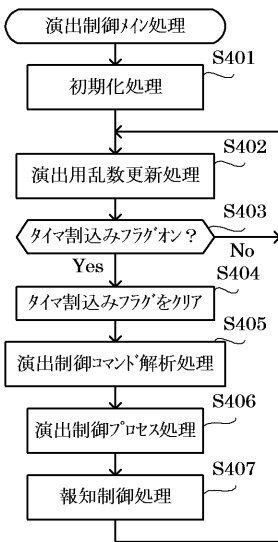 演出制御ﾒｲﾝ処理
S401
初期化処理
S402
演出用乱数更新処理
S403
ﾀｲﾏ割込みﾌﾗｸﾞｵﾝ？
No
Yes
S404
ﾀｲﾏ割込みﾌﾗｸﾞをｸﾘｱ
S405
演出制御ｺﾏﾝﾄﾞ解析処理
S406
演出制御ﾌﾟﾛｾｽ処理
S407
報知制御処理